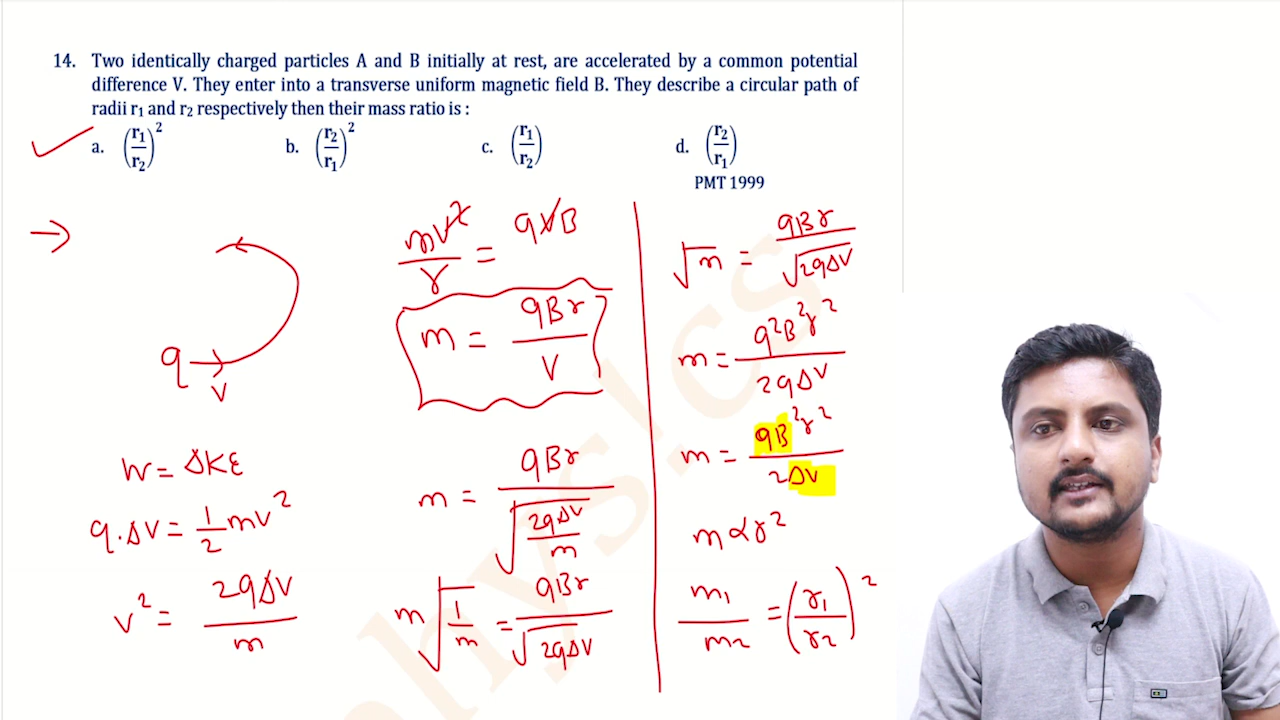 14. Two identically charged particles A and B initially at rest, are accelerated by a common potential
difference V. They enter into a transverse uniform magnetic field B. They describe a circular path of
radii r₁ and r₂ respectively then their mass ratio is :
a. (r₁/r₂)² b. (r₂/r₁)² c. (r₁/r₂) d. (r₂/r₁)
PMT 1999
→
q → v
W = ΔKE
q.ΔV = 1/2 mv²
v² = 2qΔV/m
mv²/r = qvB
m = qBr/v
m = qBr/√(2qΔV/m)
m√(1/m) = qBr/√(2qΔV)
√m = qBr/√(2qΔV)
m = q²B²r²/2qΔV
m = qB²r²/2ΔV
m ∝ r²
m₁/m₂ = (r₁/r₂)²
physics